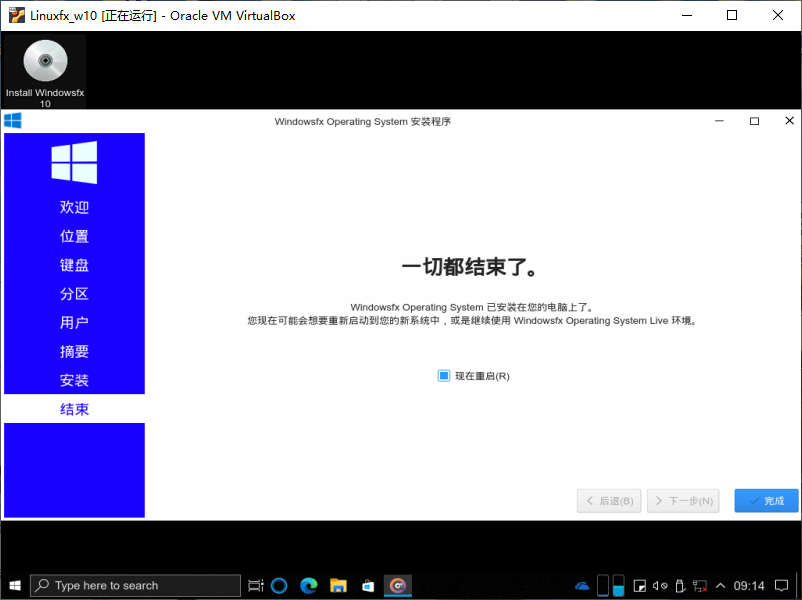 Linuxfx_w10 [正在运行] - Oracle VM VirtualBox
Install Windowsfx
10
Windowsfx Operating System 安装程序
欢迎
位置
键盘
分区
用户
摘要
安装
结束
一切都结束了。
Windowsfx Operating System 已安装在您的电脑上了。
您现在可能会想要重新启动到您的新系统中，或是继续使用 Windowsfx Operating System Live 环境。
现在重启(R)
后退(B)
下一步(N)
完成
Type here to search
09:14